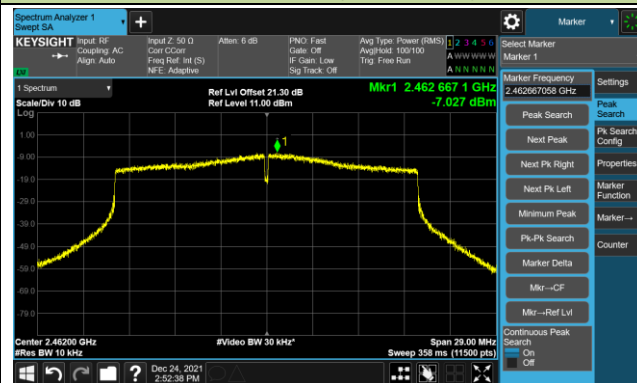 Spectrum Analyzer 1
Swept SA
Marker
KEYSIGHT
Input: RF
Coupling: AC
Align: Auto
Input Z: 50 Ω
Corr CCorr
Freq Ref: Int (S)
NFE: Adaptive
Atten: 6 dB
PNO: Fast
Gate: Off
IF Gain: Low
Sig Track: Off
Avg Type: Power (RMS)
Avg|Hold: 100/100
Trig: Free Run
1 2 3 4 5 6
A W W W W W
A N N N N N
Select Marker
Marker 1
LXI
1 Spectrum
Scale/Div 10 dB
Log
Ref Lvl Offset 21.30 dB
Ref Level 11.00 dBm
Mkr1 2.462 667 1 GHz
-7.027 dBm
1
1.00
-9.00
-19.0
-29.0
-39.0
-49.0
-59.0
-69.0
-79.0
Center 2.46200 GHz
#Res BW 10 kHz
#Video BW 30 kHz*
Span 29.00 MHz
Sweep 358 ms (11500 pts)
Marker Frequency
2.462667058 GHz
Peak Search
Next Peak
Next Pk Right
Next Pk Left
Minimum Peak
Pk-Pk Search
Marker Delta
Mkr→CF
Mkr→Ref Lvl
Continuous Peak
Search
On
Off
Settings
Peak
Search
Pk Search
Config
Properties
Marker
Function
Marker→
Counter
?
Dec 24, 2021
2:52:38 PM